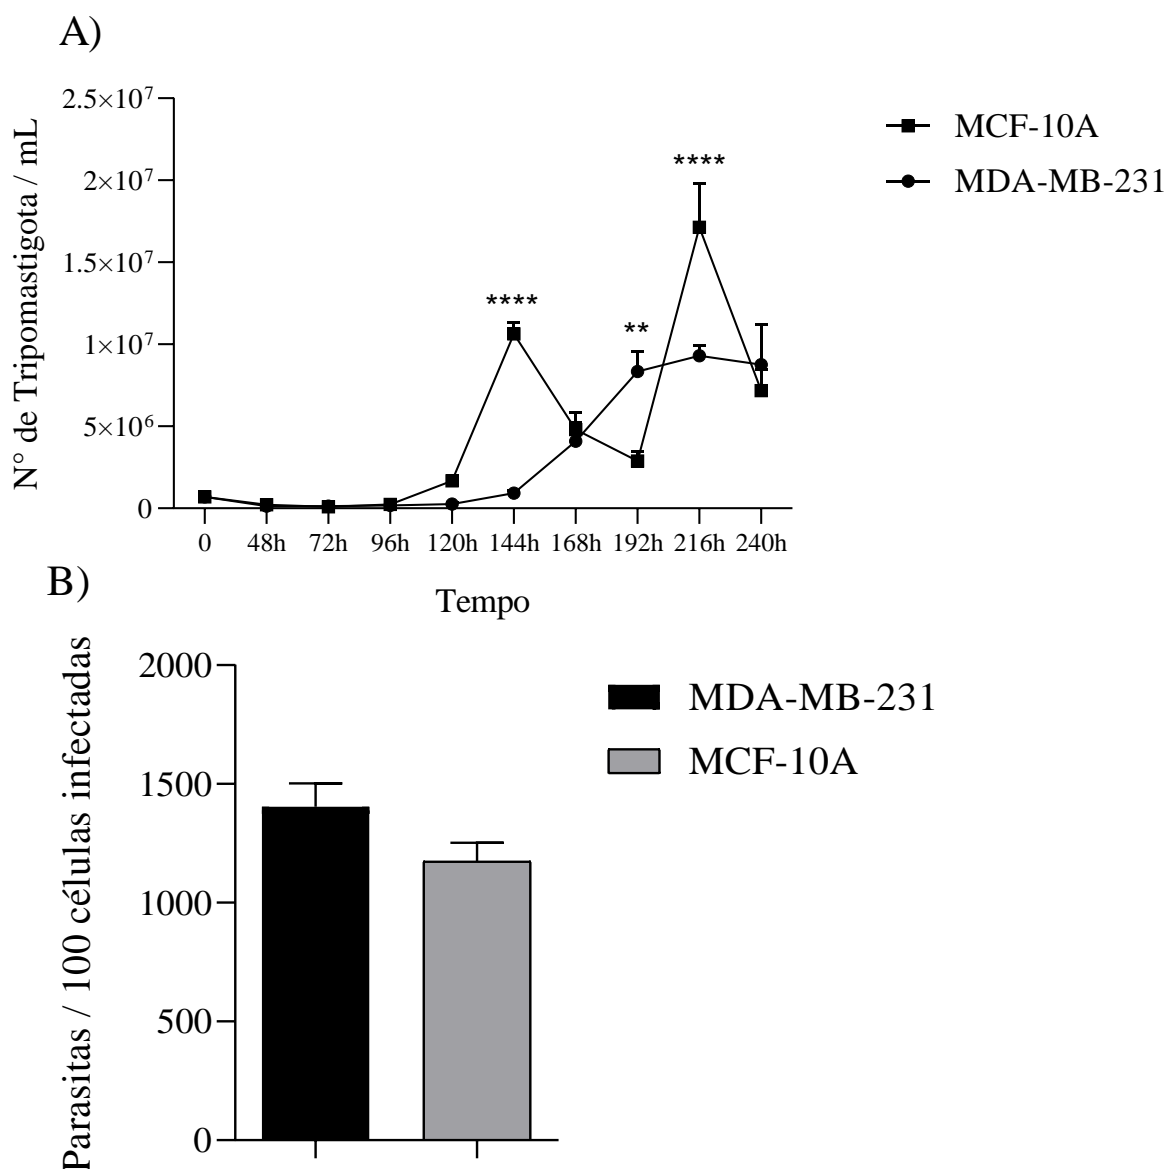 A)
N° de Tripomastigota / mL
2.5×10⁷
2×10⁷
1.5×10⁷
1×10⁷
5×10⁶
0
****
**
****
MCF-10A
MDA-MB-231
0 48h 72h 96h 120h 144h 168h 192h 216h 240h
Tempo
B)
Parasitas / 100 células infectadas
2000
1500
1000
500
0
MDA-MB-231
MCF-10A